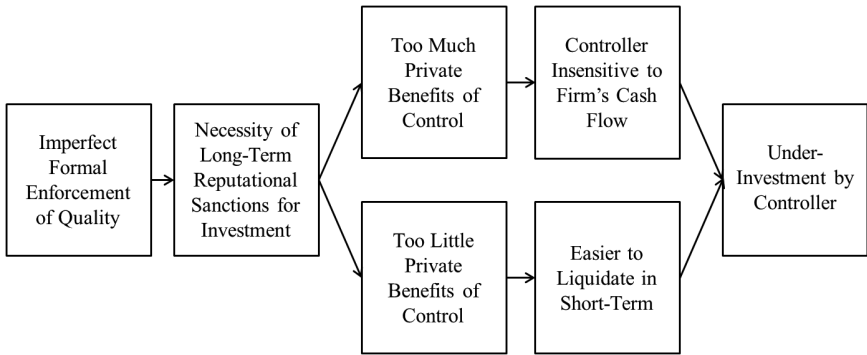 Imperfect
Formal
Enforcement
of Quality
Necessity of
Long-Term
Reputational
Sanctions for
Investment
Too Much
Private
Benefits of
Control
Controller
Insensitive to
Firm's Cash
Flow
Too Little
Private
Benefits of
Control
Easier to
Liquidate in
Short-Term
Under-
Investment by
Controller